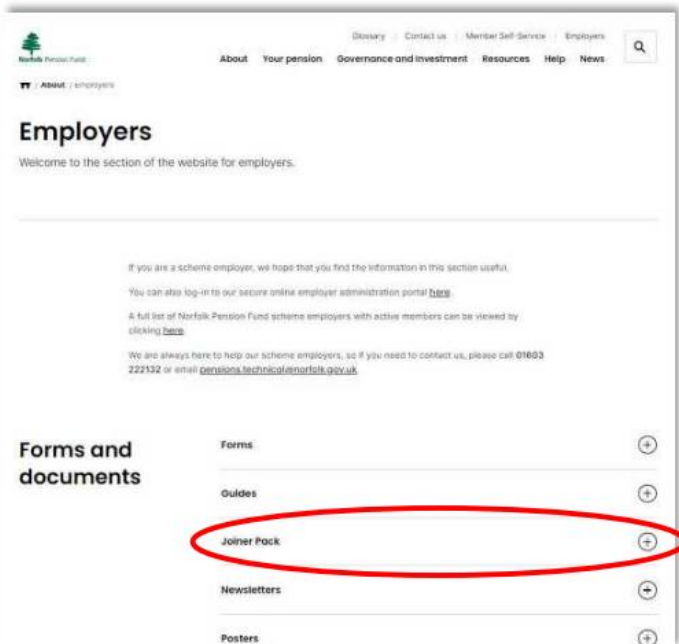 Glossary Contact us Member Self-Service Employers
Norfolk Pension Fund
About Your pension Governance and Investment Resources Help News
/ About / Employers
Employers
Welcome to the section of the website for employers.
If you are a scheme employer, we hope that you find the information in this section useful.
You can also log-in to our secure online employer administration portal here.
A full list of Norfolk Pension Fund scheme employers with active members can be viewed by
clicking here.
We are always here to help our scheme employers, so if you need to contact us, please call 01603
222132 or email pensions.technical@norfolk.gov.uk
Forms and
documents
Forms
Guides
Joiner Pack
Newsletters
Posters